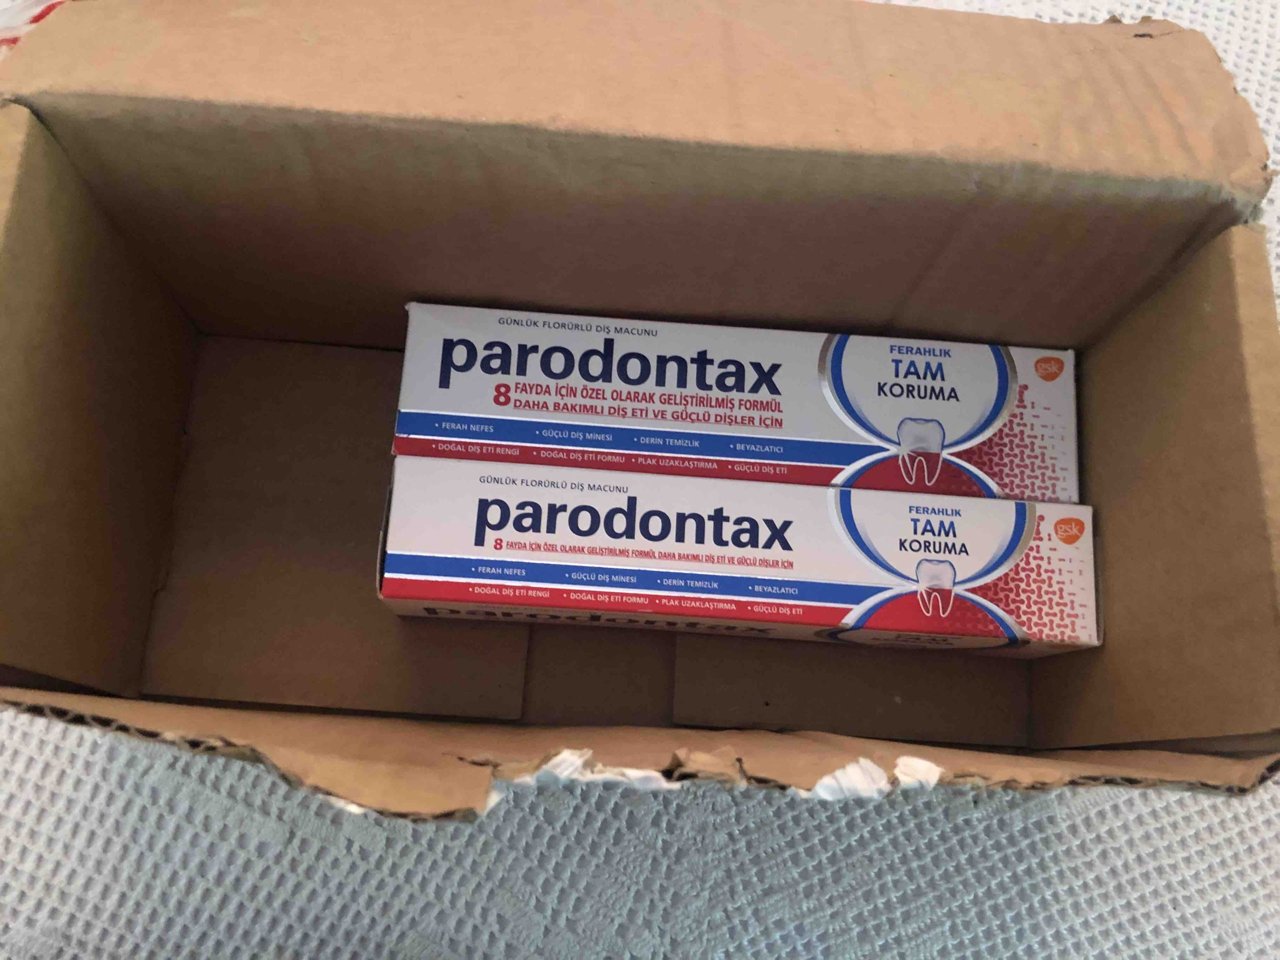 GÜNLÜK FLORÜRLÜ DİŞ MACUNU
parodontax
8 FAYDA İÇİN ÖZEL OLARAK GELİŞTİRİLMİŞ FORMÜL
DAHA BAKIMLI DİŞ ETİ VE GÜÇLÜ DİŞLER İÇİN
• FERAH NEFES • GÜÇLÜ DİŞ MİNESİ • DERİN TEMİZLİK • BEYAZLATICI
• DOĞAL DİŞ ETİ RENGİ • DOĞAL DİŞ ETİ FORMU • PLAK UZAKLAŞTIRMA • GÜÇLÜ DİŞ ETİ
FERAHLIK
TAM
KORUMA
gsk
GÜNLÜK FLORÜRLÜ DİŞ MACUNU
parodontax
8 FAYDA İÇİN ÖZEL OLARAK GELİŞTİRİLMİŞ FORMÜL DAHA BAKIMLI DİŞ ETİ VE GÜÇLÜ DİŞLER İÇİN
• FERAH NEFES • GÜÇLÜ DİŞ MİNESİ • DERİN TEMİZLİK • BEYAZLATICI
• DOĞAL DİŞ ETİ RENGİ • DOĞAL DİŞ ETİ FORMU • PLAK UZAKLAŞTIRMA • GÜÇLÜ DİŞ ETİ
FERAHLIK
TAM
KORUMA
gsk
parodontax